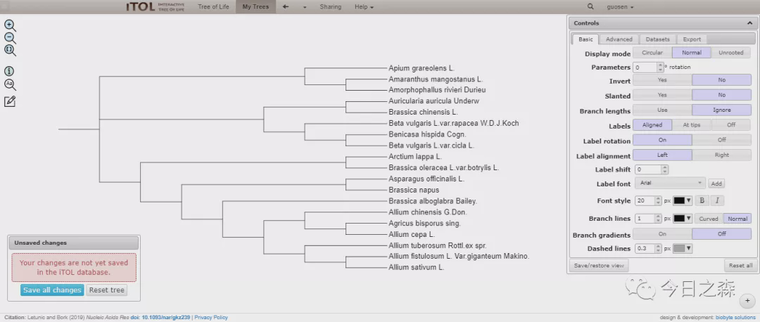 iTOL INTERACTIVE TREE OF LIFE
Tree of Life
My Trees
Sharing
Help
guosen
Controls
Basic
Advanced
Datasets
Export
Display mode
Circular
Normal
Unrooted
Parameters
0
° rotation
Invert
Yes
No
Slanted
Yes
No
Branch lengths
Use
Ignore
Labels
Aligned
At tips
Off
Label rotation
On
Off
Label alignment
Left
Right
Label shift
0
Label font
Arial
Add
Font style
20
px
B
I
Branch lines
1
px
Curved
Normal
Branch gradients
On
Off
Dashed lines
0.3
px
Save/restore view
Reset all
Apium grareolens L.
Amaranthus mangostanus L.
Amorphophallus rivieri Durieu
Auricularia auricula Underw
Brassica chinensis L.
Beta vulgaris L.var.rapacea W.D.J.Koch
Benicasa hispida Cogn.
Beta vulgaris L.var.cicla L.
Arctium lappa L.
Brassica oleracea L.var.botrylis L.
Asparagus officinalis L.
Brassica napus
Brassica alboglabra Bailey.
Allium chinensis G.Don.
Agricus bisporus sing.
Allium cepa L.
Allium tuberosum Rottl.ex spr.
Allium fistulosum L. Var giganteum Makino.
Allium sativum L.
Unsaved changes
Your changes are not yet saved
in the iTOL database.
Save all changes
Reset tree
今日之森
Citation: Letunic and Bork (2019) Nucleic Acids Res doi: 10.1093/nar/gkz239 | Privacy Policy
design & development: biobyte solutions